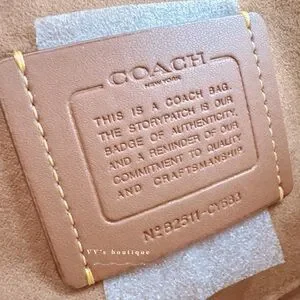 COACH
NEW YORK
THIS IS A COACH BAG.
THE STORYPATCH IS OUR
BADGE OF AUTHENTICITY,
AND A REMINDER OF OUR
COMMITMENT TO QUALITY
AND CRAFTSMANSHIP
VV's boutique